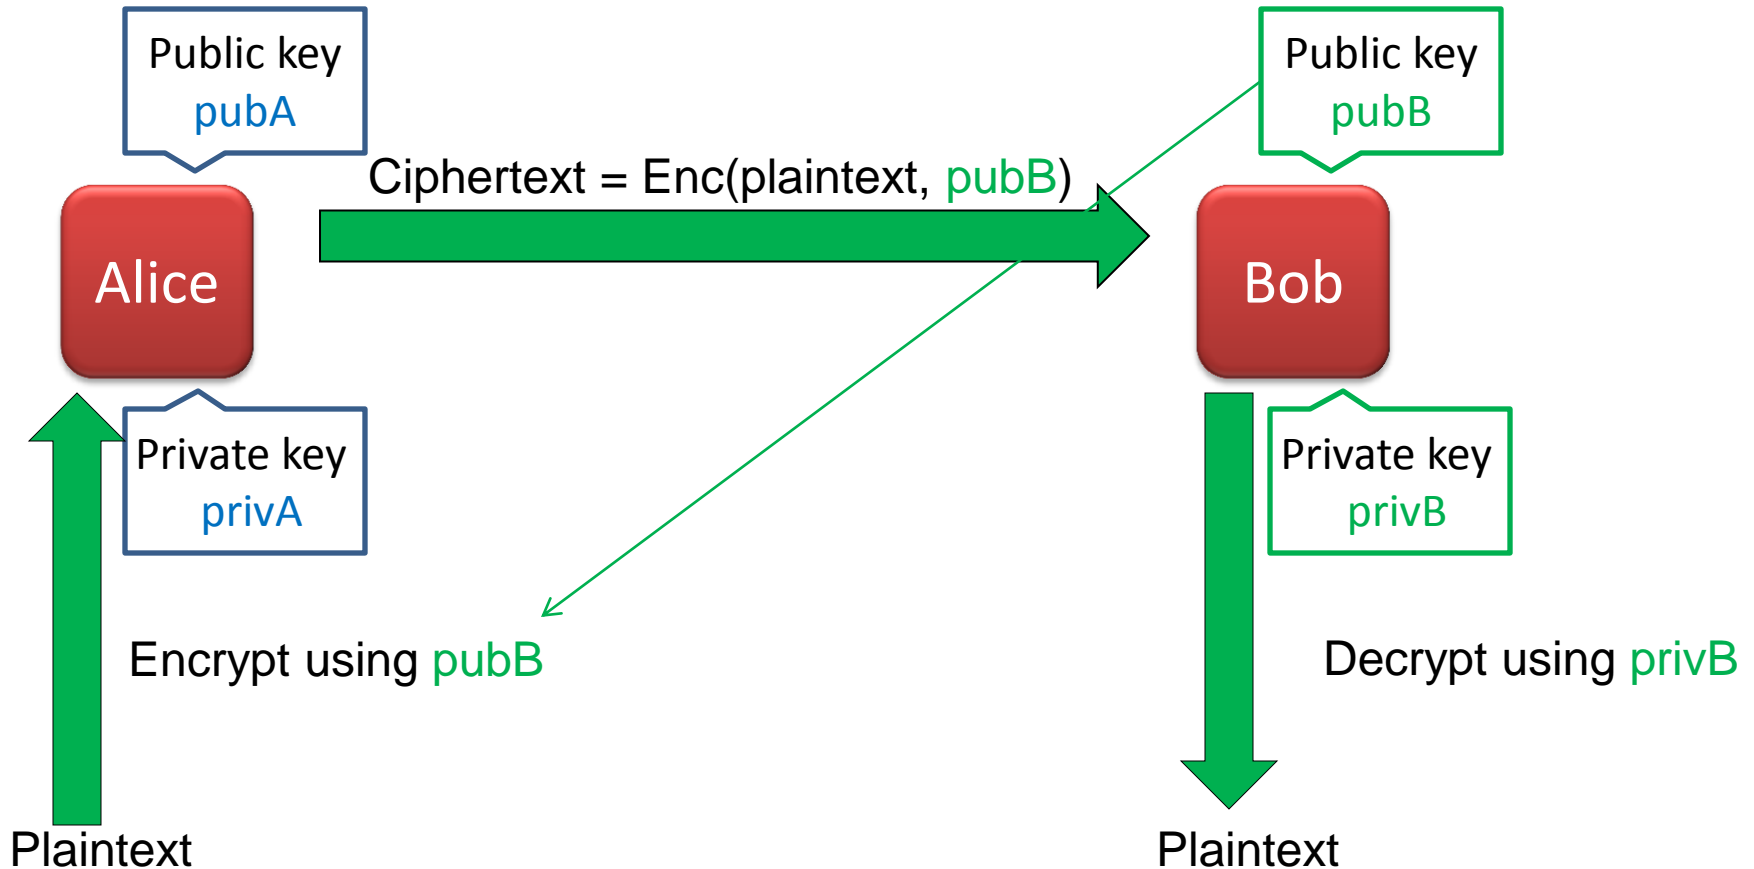 Public key
pubA
Public key
pubB
Ciphertext = Enc(plaintext, pubB)
Alice
Bob
Private key
privA
Private key
privB
Encrypt using pubB
Decrypt using privB
Plaintext
Plaintext